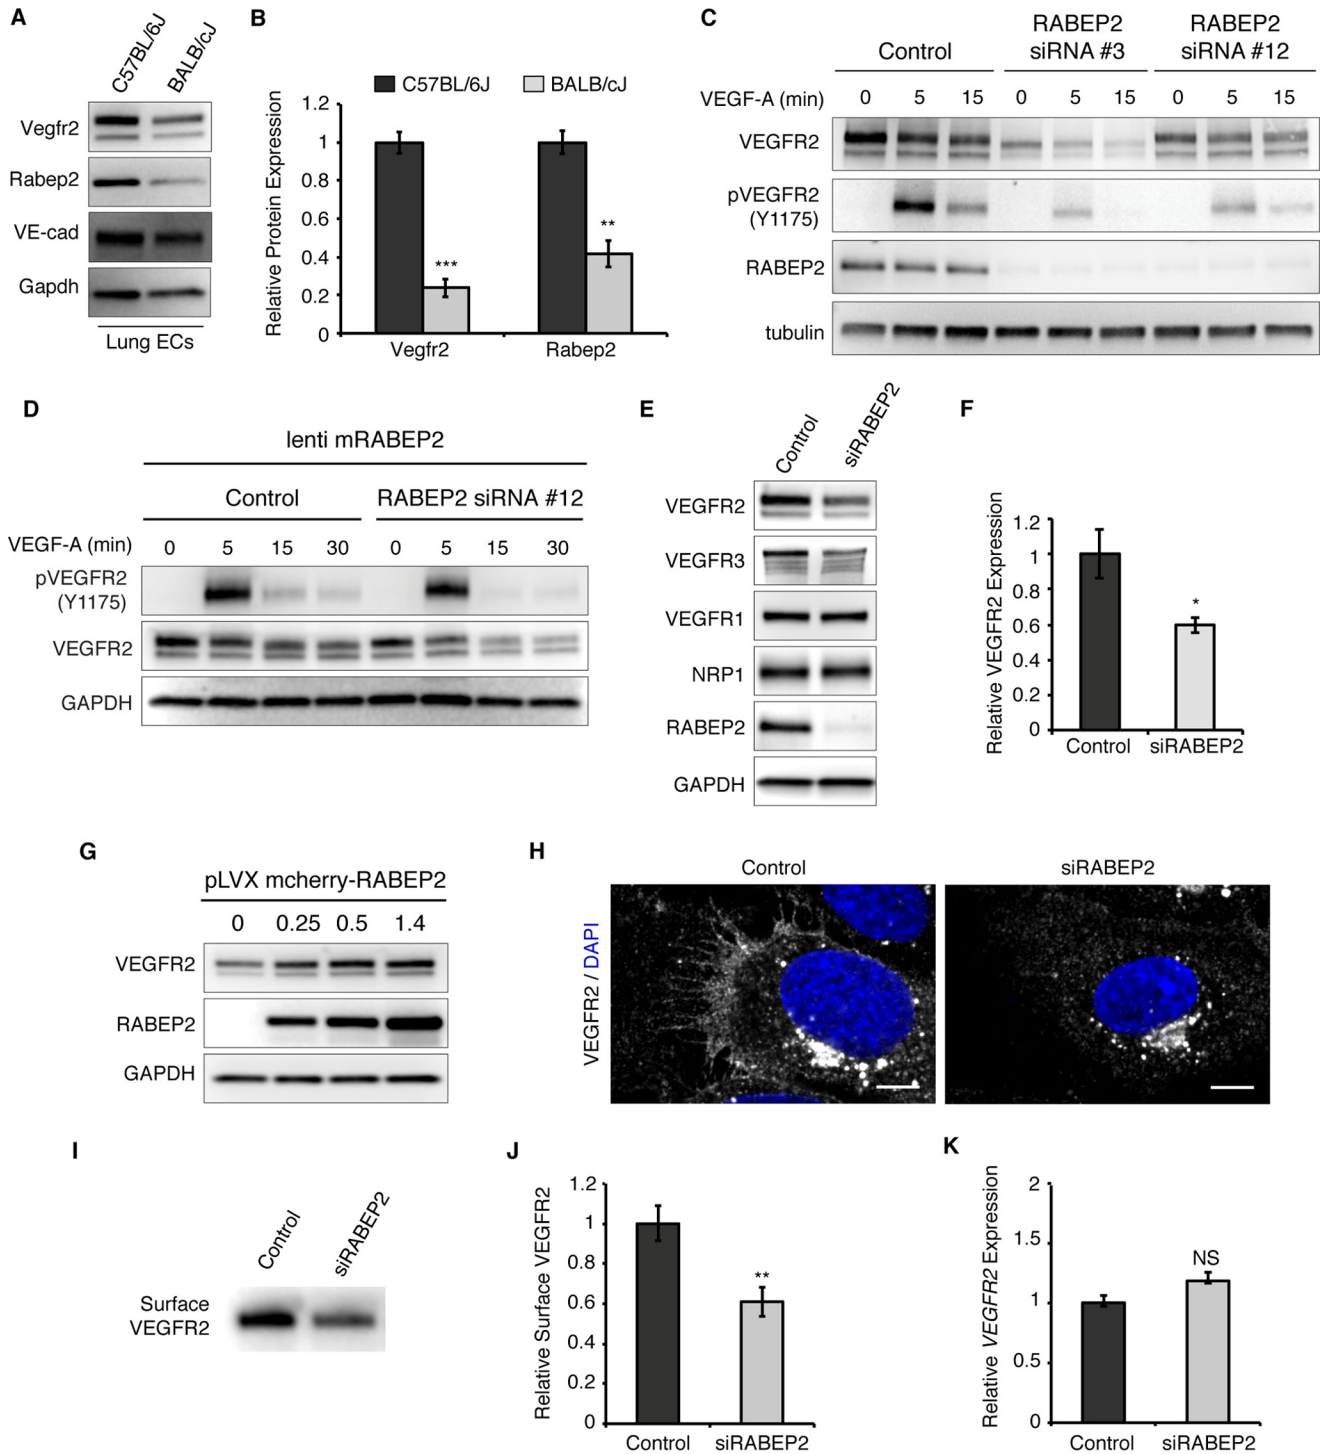 A
C57BL/6J
BALB/cJ
Vegfr2
Rabep2
VE-cad
Gapdh
Lung ECs
B
C57BL/6J
BALB/cJ
Relative Protein Expression
1.2
1
0.8
0.6
0.4
0.2
0
***
**
Vegfr2
Rabep2
C
Control
RABEP2
siRNA #3
RABEP2
siRNA #12
VEGF-A (min)
0 5 15 0 5 15 0 5 15
VEGFR2
pVEGFR2
(Y1175)
RABEP2
tubulin
D
lenti mRABEP2
Control
RABEP2 siRNA #12
VEGF-A (min)
0 5 15 30 0 5 15 30
pVEGFR2
(Y1175)
VEGFR2
GAPDH
E
Control
siRABEP2
VEGFR2
VEGFR3
VEGFR1
NRP1
RABEP2
GAPDH
F
Relative VEGFR2 Expression
1.2
1
0.8
0.6
0.4
0.2
0
*
Control
siRABEP2
G
pLVX mcherry-RABEP2
0 0.25 0.5 1.4
VEGFR2
RABEP2
GAPDH
H
Control
siRABEP2
VEGFR2 / DAPI
I
Control
siRABEP2
Surface
VEGFR2
J
Relative Surface VEGFR2
1.2
1
0.8
0.6
0.4
0.2
0
**
Control
siRABEP2
K
Relative VEGFR2 Expression
2
1.5
1
0.5
0
NS
Control
siRABEP2